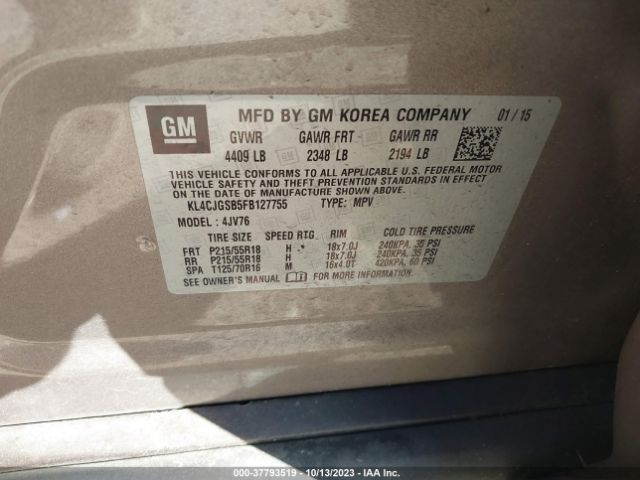 GM
MFD BY GM KOREA COMPANY 01 / 15
GVWR GAWR FRT GAWR RR
4409 LB 2348 LB 2194 LB
THIS VEHICLE CONFORMS TO ALL APPLICABLE U.S. FEDERAL MOTOR
VEHICLE SAFETY AND THEFT PREVENTION STANDARDS IN EFFECT
ON THE DATE OF MANUFACTURE SHOWN ABOVE.
KL4CJGSB5FB127755 TYPE: MPV
MODEL : 4JV76
TIRE SIZE SPEED RTG RIM COLD TIRE PRESSURE
FRT P215/55R18 H 18x7.0J 240KPA, 35 PSI
RR P215/55R18 H 18x7.0J 240KPA, 35 PSI
SPA T125/70R16 M 16x4.0T 420KPA, 60 PSI
SEE OWNER'S MANUAL FOR ADDITIONAL INFORMATION.
000-37793519 | 10/13/2023 - IAA Inc.